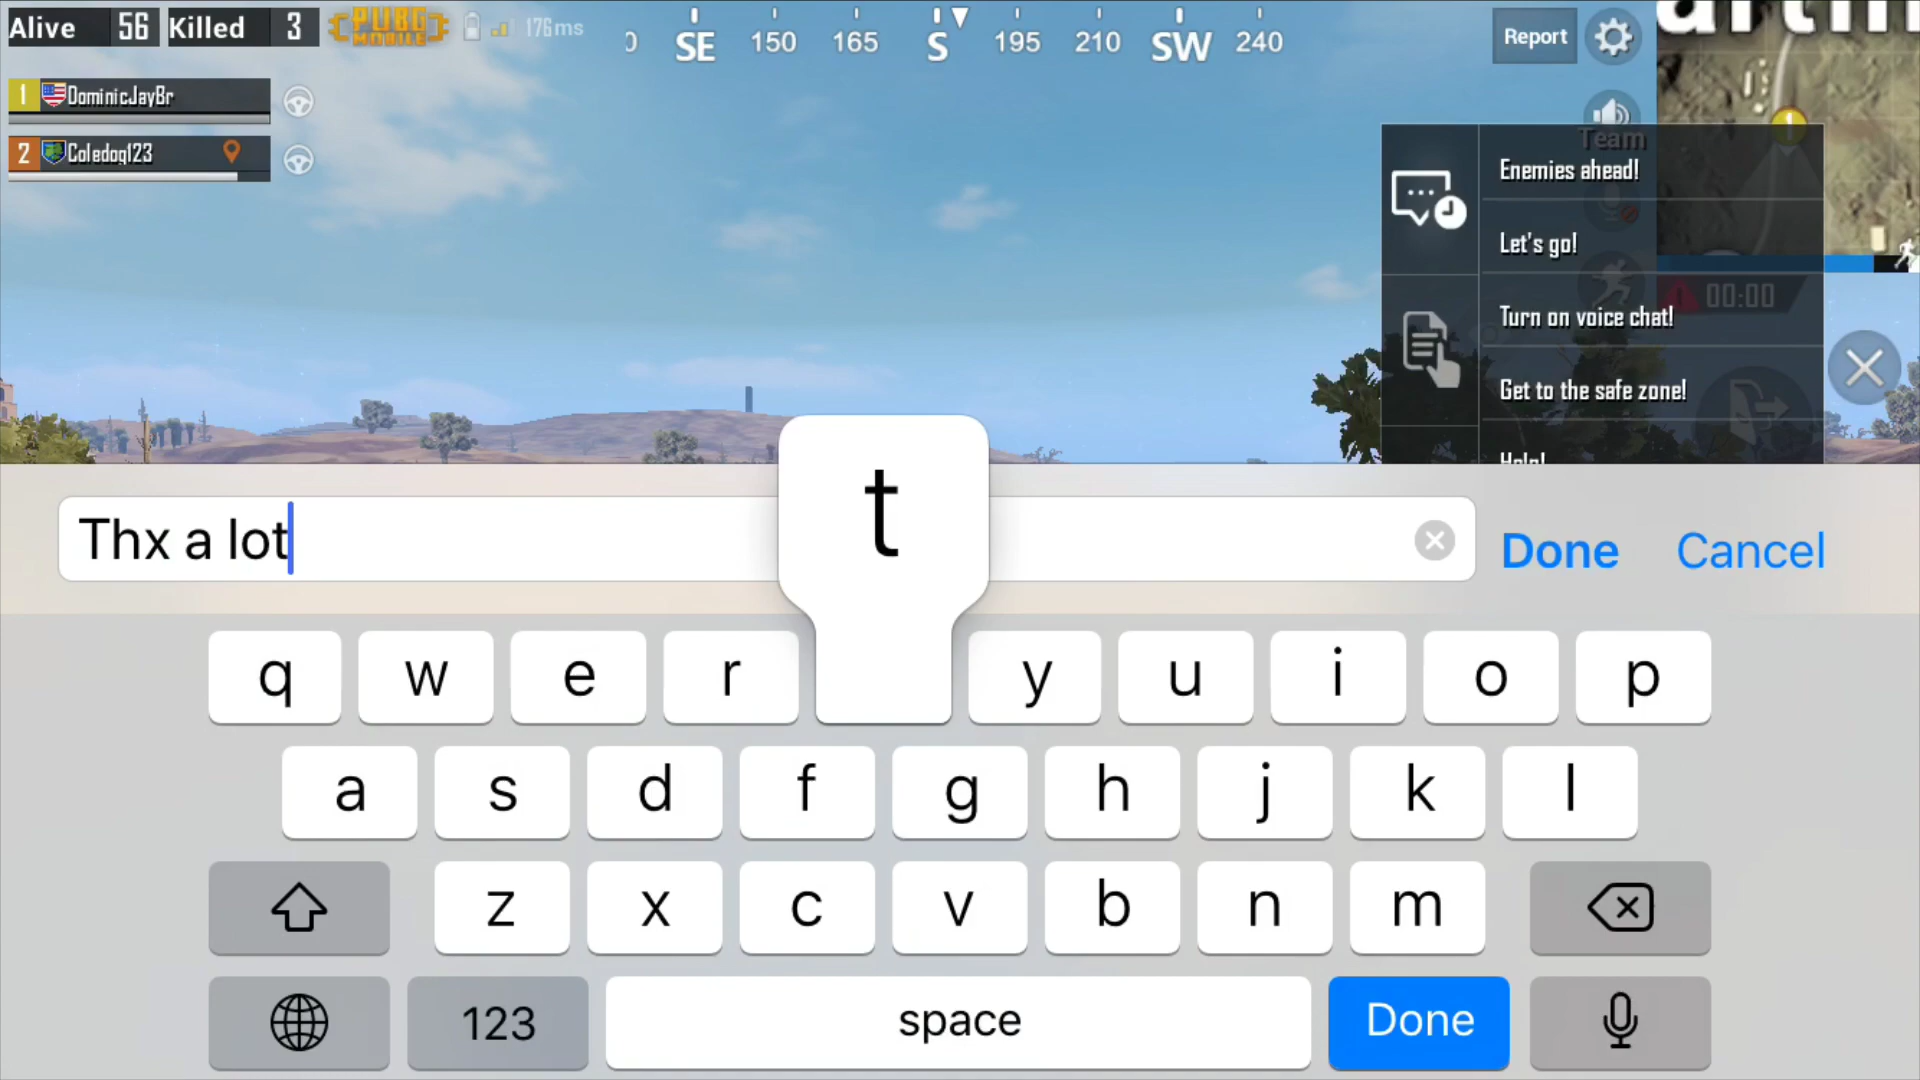 Alive 56 Killed 3 PUBG MOBILE 176ms
SE 150 165 S 195 210 SW 240
Report
1 DominicJayBr
2 Coledog123
Team
Enemies ahead!
Let's go!
Turn on voice chat!
Get to the safe zone!
Help!
1
00:00
Thx a lot
t
Done Cancel
q w e r y u i o p
a s d f g h j k l
z x c v b n m
123 space Done